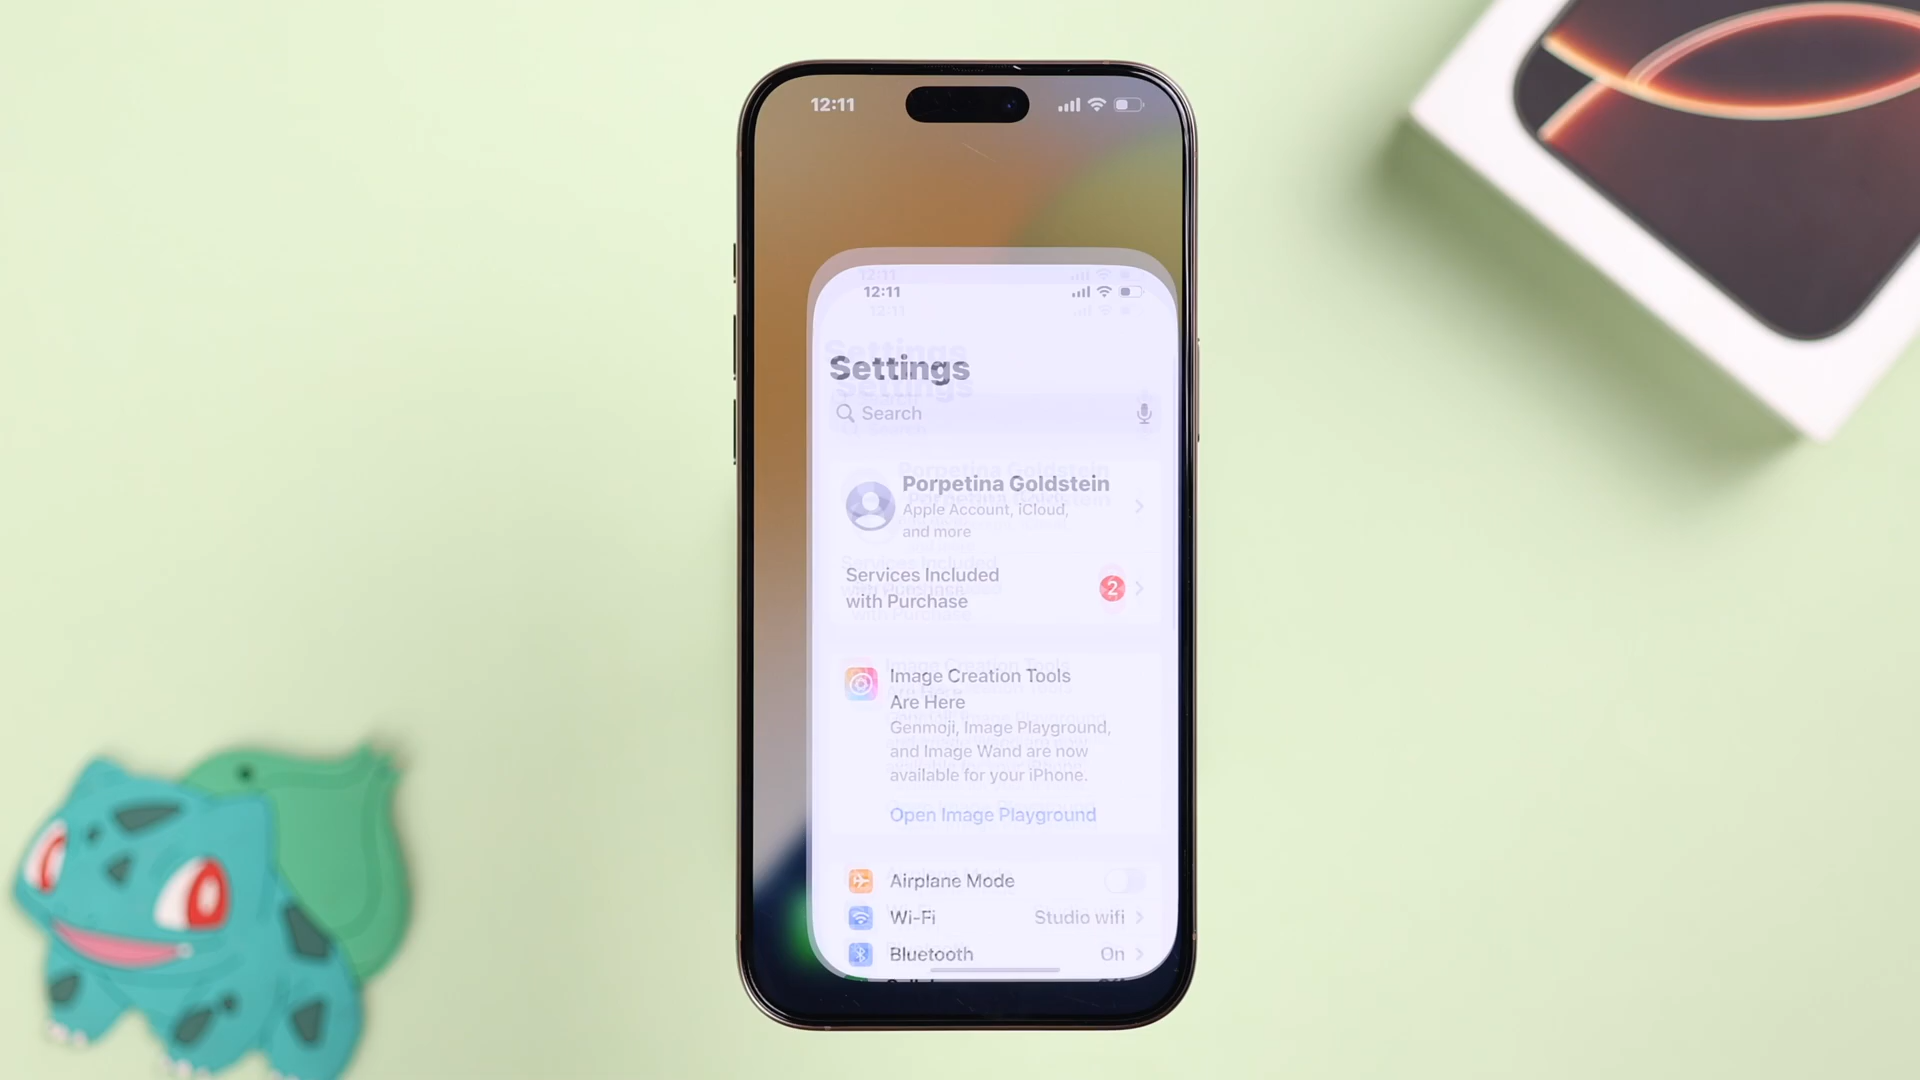 12:11
12:11
Settings
Search
Porpetina Goldstein
Apple Account, iCloud,
and more
Services Included
with Purchase
2
Image Creation Tools
Are Here
Genmoji, Image Playground,
and Image Wand are now
available for your iPhone.
Open Image Playground
Airplane Mode
Wi-Fi Studio wifi
Bluetooth On